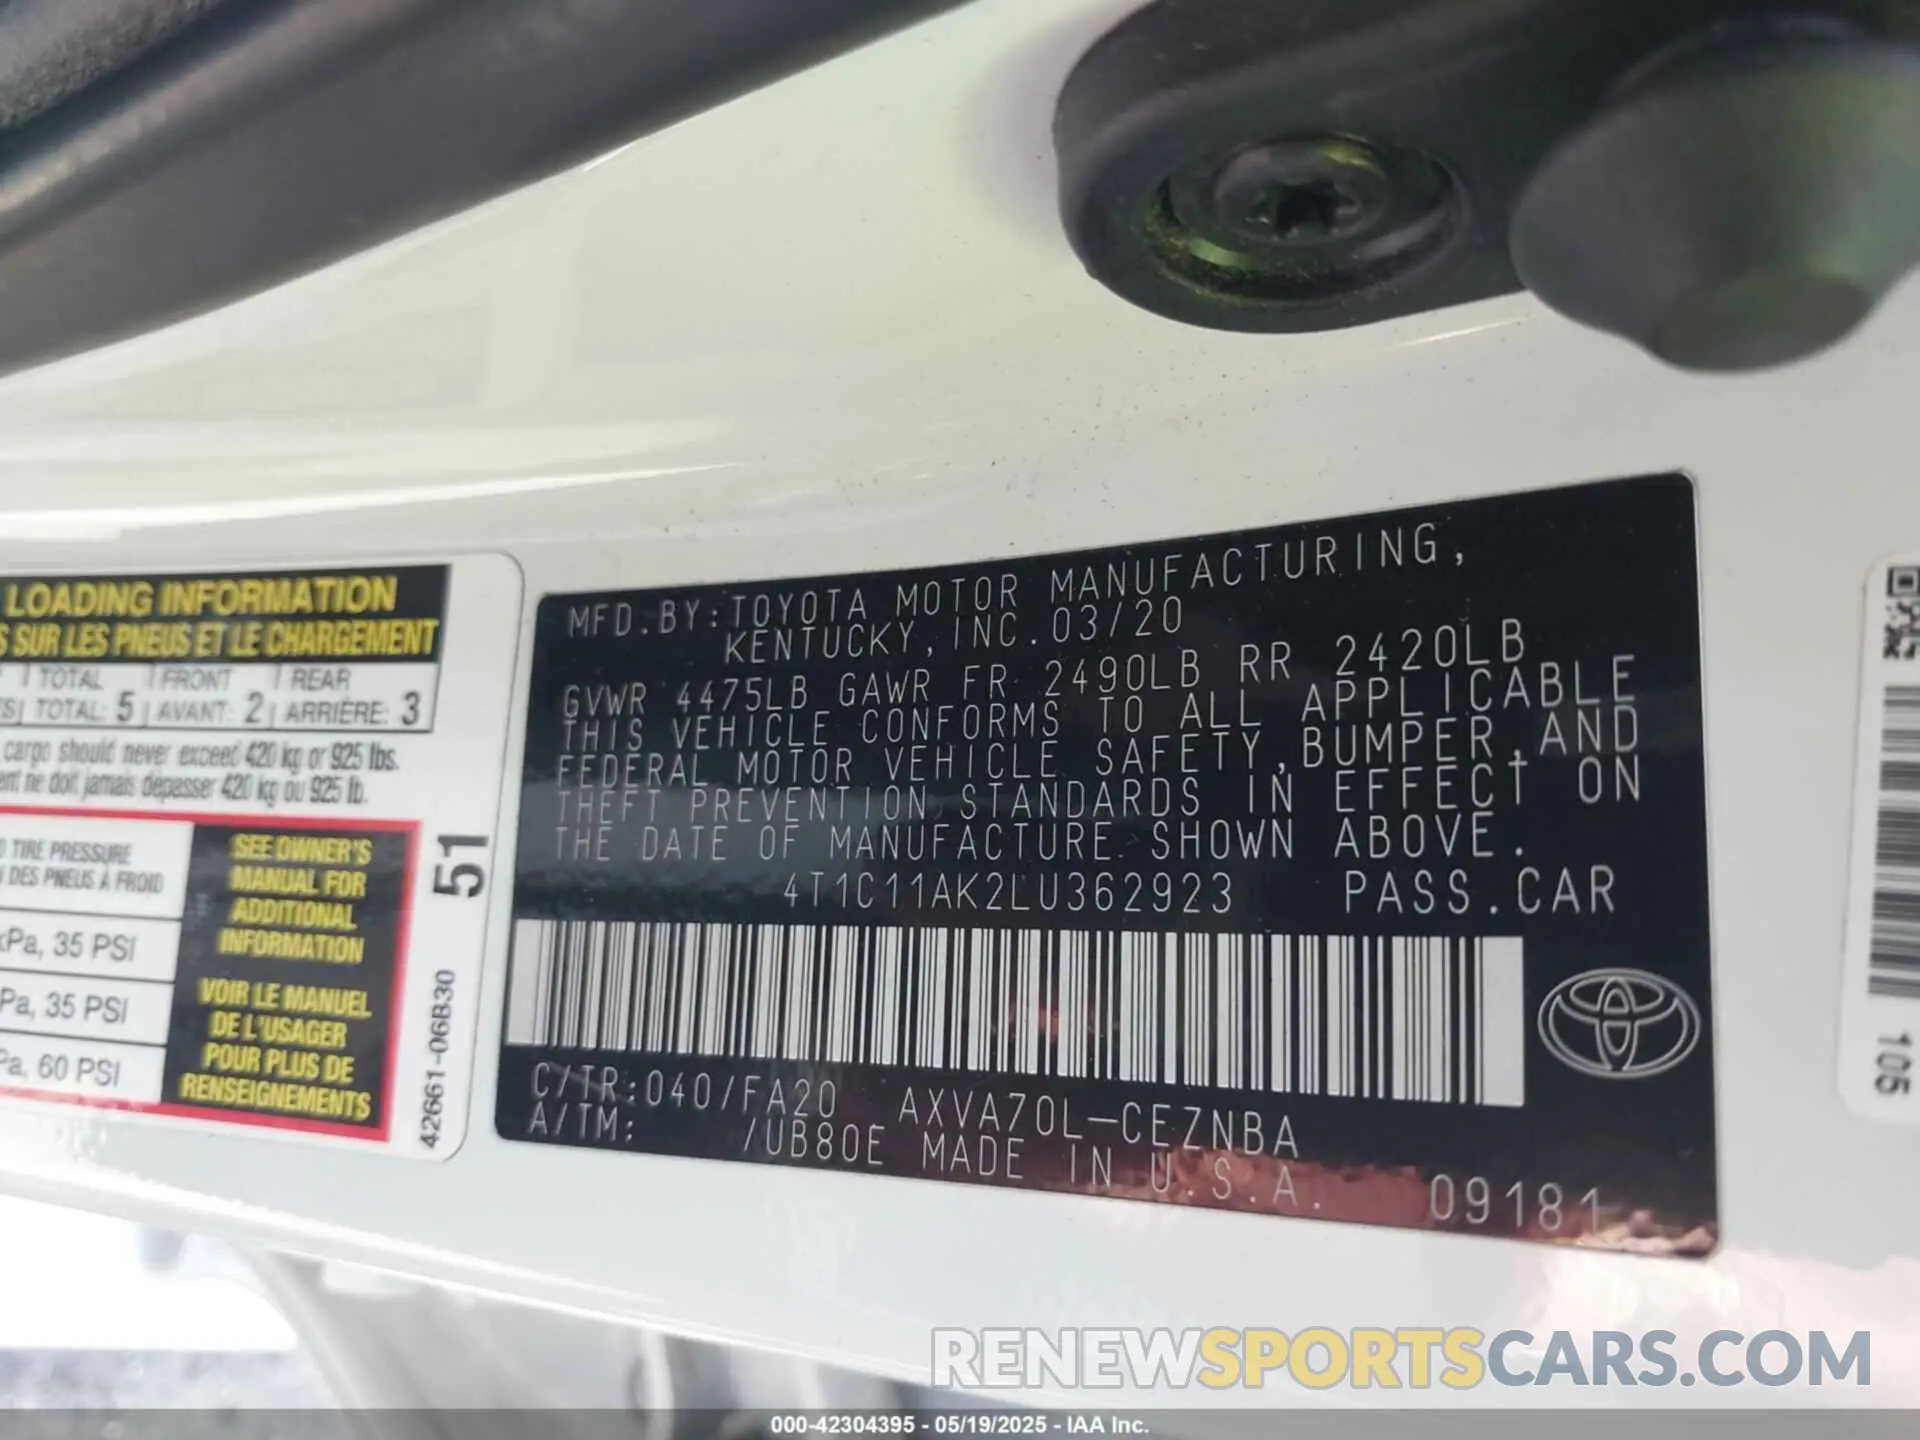 LOADING INFORMATION
SUR LES PNEUS ET LE CHARGEMENT
TOTAL FRONT REAR
TOTAL: 5 AVANT: 2 ARRIÈRE: 3
cargo should never exceed 420 kg or 925 lbs.
ne doit jamais dépasser 420 kg ou 925 lb.
TIRE PRESSURE
DES PNEUS À FROID
kPa, 35 PSI
Pa, 35 PSI
Pa, 60 PSI
SEE OWNER'S
MANUAL FOR
ADDITIONAL
INFORMATION
VOIR LE MANUEL
DE L'USAGER
POUR PLUS DE
RENSEIGNEMENTS
51
42661-06B30
MFD. BY: TOYOTA MOTOR MANUFACTURING,
KENTUCKY, INC. 03/20
GVWR 4475LB GAWR FR 2490LB RR 2420LB
THIS VEHICLE CONFORMS TO ALL APPLICABLE
FEDERAL MOTOR VEHICLE SAFETY, BUMPER, AND
THEFT PREVENTION STANDARDS IN EFFECT ON
THE DATE OF MANUFACTURE SHOWN ABOVE.
4T1C11AK2LU362923 PASS. CAR
C/TR: 040/FA20 AXVA70L-CEZNBA
A/TM: /UB80E MADE IN U.S.A.
09181
105
RENEWSPORTSCARS.COM
000-42304395 - 05/19/2025 - IAA Inc.